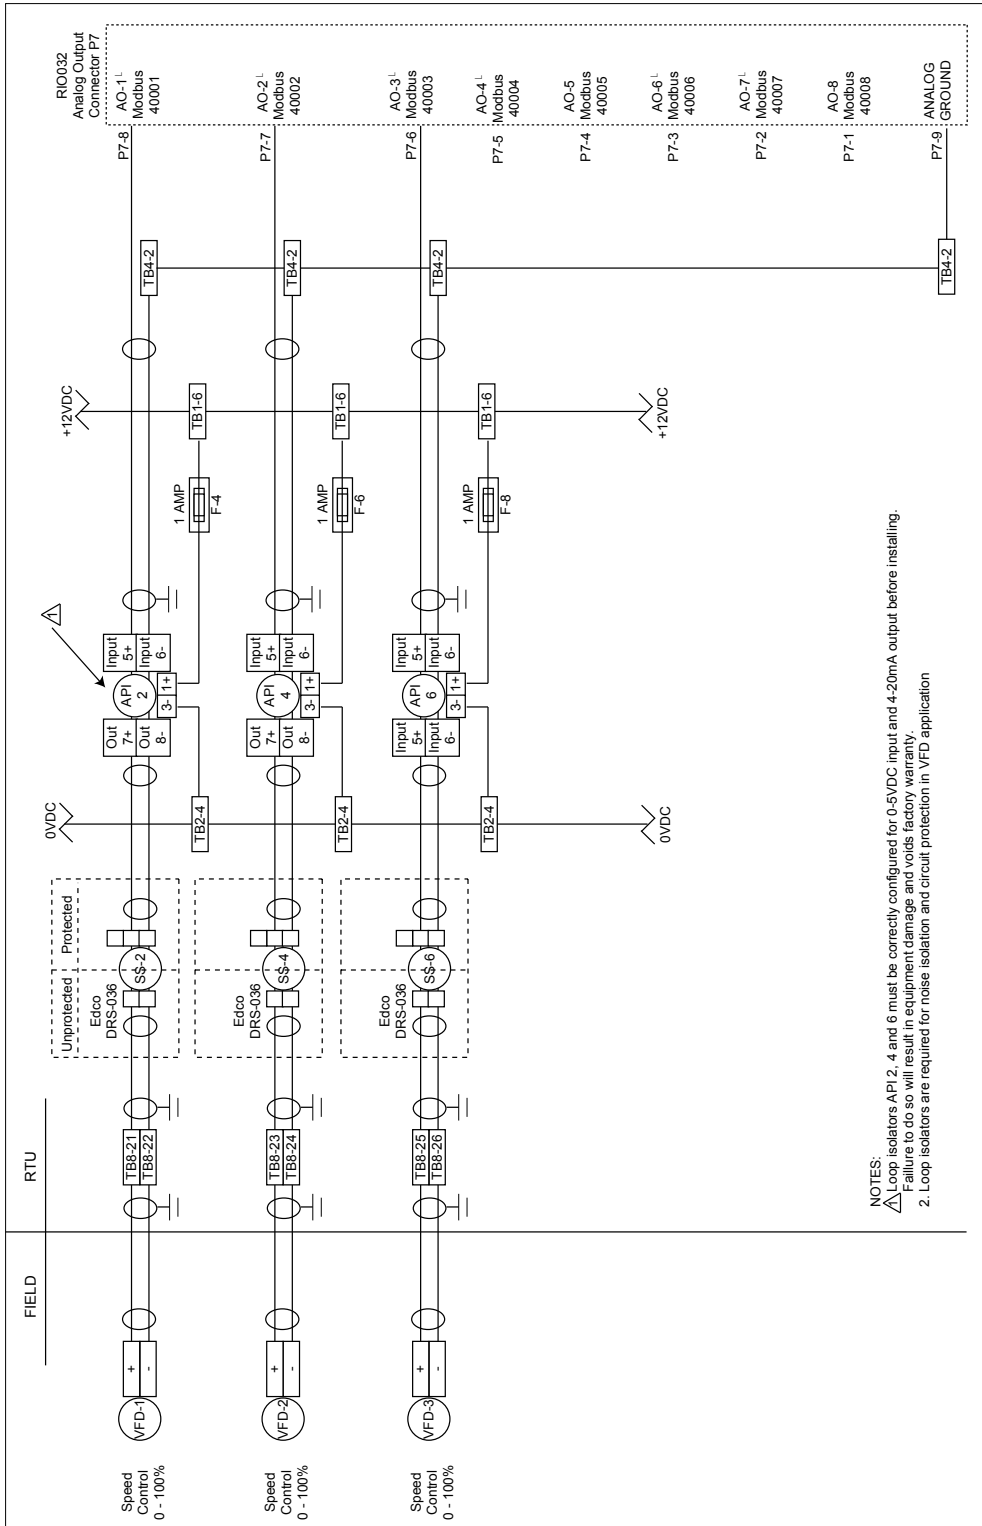 FIELD
RTU
Speed
Control
0 - 100%
VFD-1
+
-
TB8-21
TB8-22
Unprotected
Protected
Edco
DRS-036
SS-2
0VDC
TB2-4
Out
7+
Out
8-
API
2
3-
1+
Input
5+
Input
6-
1 AMP
F-4
+12VDC
TB1-6
TB4-2
P7-8
RIO032
Analog Output
Connector P7
AO-1 L
Modbus
40001
Speed
Control
0 - 100%
VFD-2
+
-
TB8-23
TB8-24
Edco
DRS-036
SS-4
TB2-4
Out
7+
Out
8-
API
4
3-
1+
Input
5+
Input
6-
1 AMP
F-6
TB1-6
TB4-2
P7-7
AO-2 L
Modbus
40002
Speed
Control
0 - 100%
VFD-3
+
-
TB8-25
TB8-26
Edco
DRS-036
SS-6
TB2-4
Input
5+
Input
6-
API
6
3-
1+
Input
5+
Input
6-
1 AMP
F-8
TB1-6
TB4-2
P7-6
AO-3 L
Modbus
40003
P7-5
AO-4 L
Modbus
40004
P7-4
AO-5
Modbus
40005
P7-3
AO-6 L
Modbus
40006
P7-2
AO-7 L
Modbus
40007
P7-1
AO-8
Modbus
40008
0VDC
+12VDC
TB4-2
P7-9
ANALOG
GROUND
1
NOTES:
1 Loop isolators API 2, 4 and 6 must be correctly configured for 0-5VDC input and 4-20mA output before installing.
Faillure to do so will result in equipment damage and voids factory warranty.
2. Loop isolators are required for noise isolation and circuit protection in VFD application